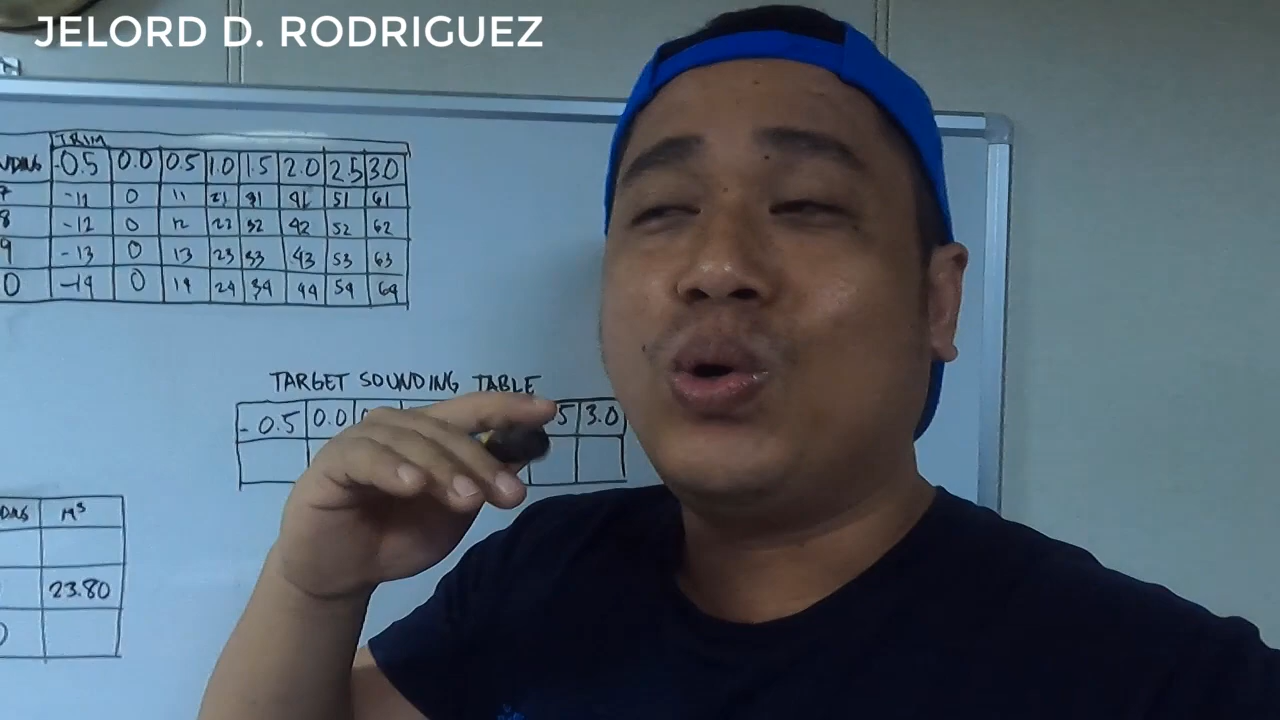 JELORD D. RODRIGUEZ
TRIM
-0.5 0.0 0.5 1.0 1.5 2.0 2.5 3.0
7 -11 0 11 21 31 41 51 61
8 -12 0 12 22 32 42 52 62
9 -13 0 13 23 33 43 53 63
0 -14 0 14 24 34 44 54 64
TARGET SOUNDING TABLE
-0.5 0.0 5 3.0
M³
23.80